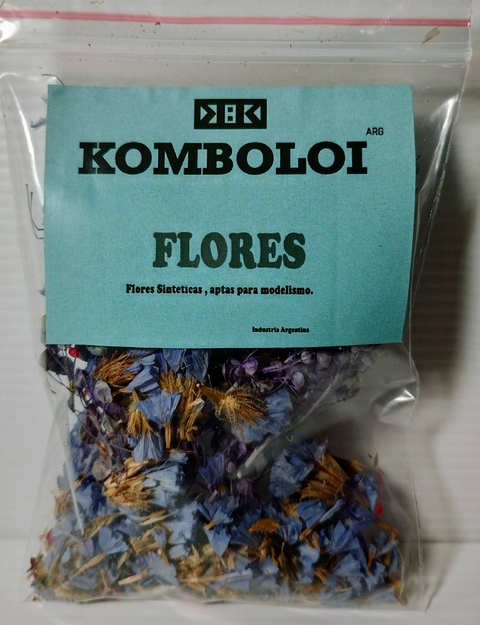 KOMBOLOI ARG
FLORES
Flores Sinteticas , aptas para modelismo.
Industria Argentina